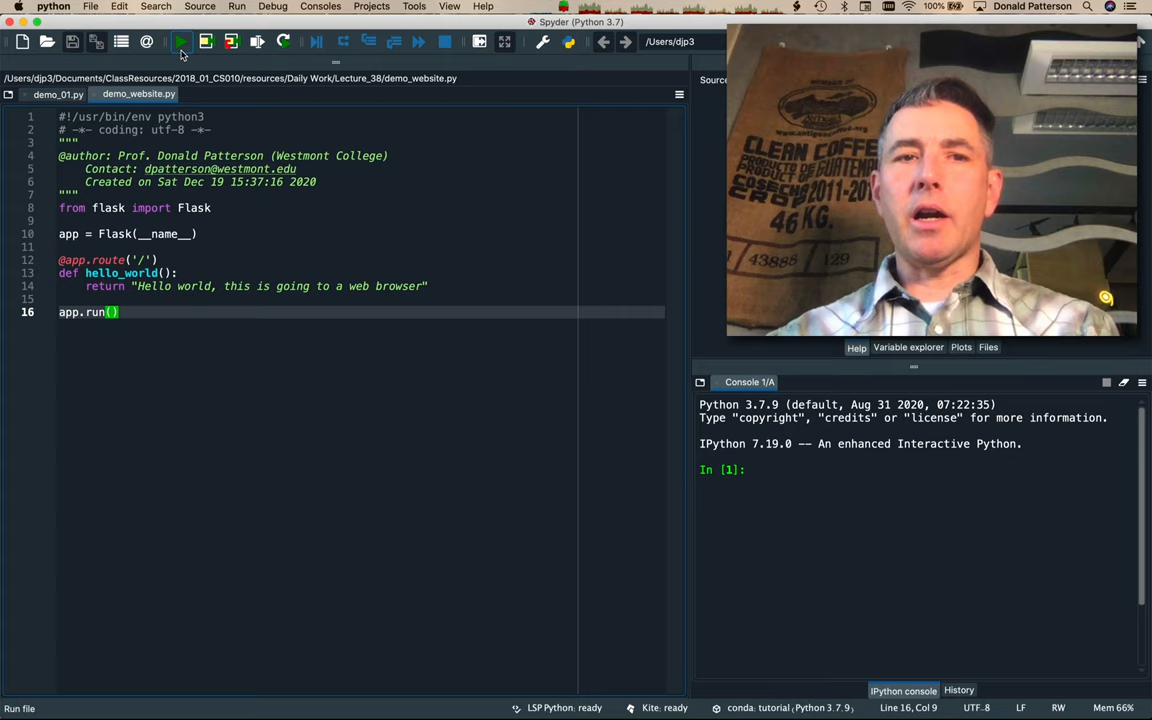 python File Edit Search Source Run Debug Consoles Projects Tools View Help 100% Donald Patterson
Spyder (Python 3.7)
/Users/djp3
/Users/djp3/Documents/ClassResources/2018_01_CS010/resources/Daily Work/Lecture_38/demo_website.py
demo_01.py demo_website.py
1 #!/usr/bin/env python3
2 # -*- coding: utf-8 -*-
3 """
4 @author: Prof. Donald Patterson (Westmont College)
5 Contact: dpatterson@westmont.edu
6 Created on Sat Dec 19 15:37:16 2020
7 """
8 from flask import Flask
9
10 app = Flask(__name__)
11
12 @app.route('/')
13 def hello_world():
14 return "Hello world, this is going to a web browser"
15
16 app.run()
CLEAN COFFE
PRODUCTO DE GUATEM
PRODUCT
COSECHA 2011-201
CROP
46 KG.
43888 129
Help Variable explorer Plots Files
Console 1/A
Python 3.7.9 (default, Aug 31 2020, 07:22:35)
Type "copyright", "credits" or "license" for more information.
IPython 7.19.0 -- An enhanced Interactive Python.
In [1]:
IPython console History
Run file LSP Python: ready Kite: ready conda: tutorial (Python 3.7.9) Line 16, Col 9 UTF-8 LF RW Mem 66%